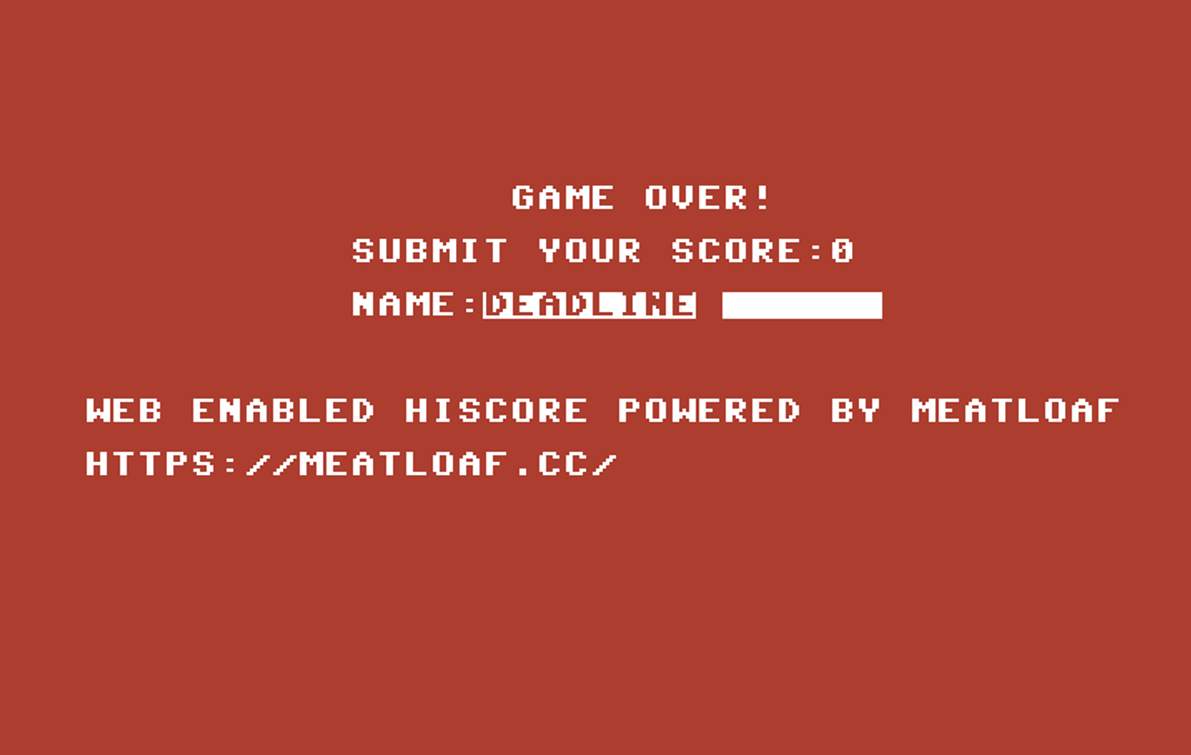 GAME OVER!
SUBMIT YOUR SCORE:0
NAME:DEADLINE
WEB ENABLED HISCORE POWERED BY MEATLOAF
HTTPS://MEATLOAF.CC/